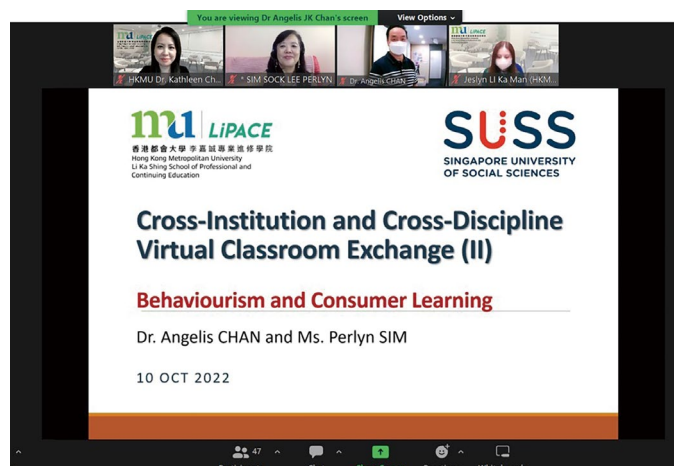 You are viewing Dr Angelis JK Chan's screen
View Options
HKMU Dr. Kathleen Ch...
* SIM SOCK LEE PERLYN
Dr. Angelis CHAN
Jeslyn LI Ka Man (HKM...
mu LiPACE
香港都會大學 李嘉誠專業進修學院
Hong Kong Metropolitan University
Li Ka Shing School of Professional and
Continuing Education
SUSS
SINGAPORE UNIVERSITY
OF SOCIAL SCIENCES
Cross-Institution and Cross-Discipline
Virtual Classroom Exchange (II)
Behaviourism and Consumer Learning
Dr. Angelis CHAN and Ms. Perlyn SIM
10 OCT 2022
47